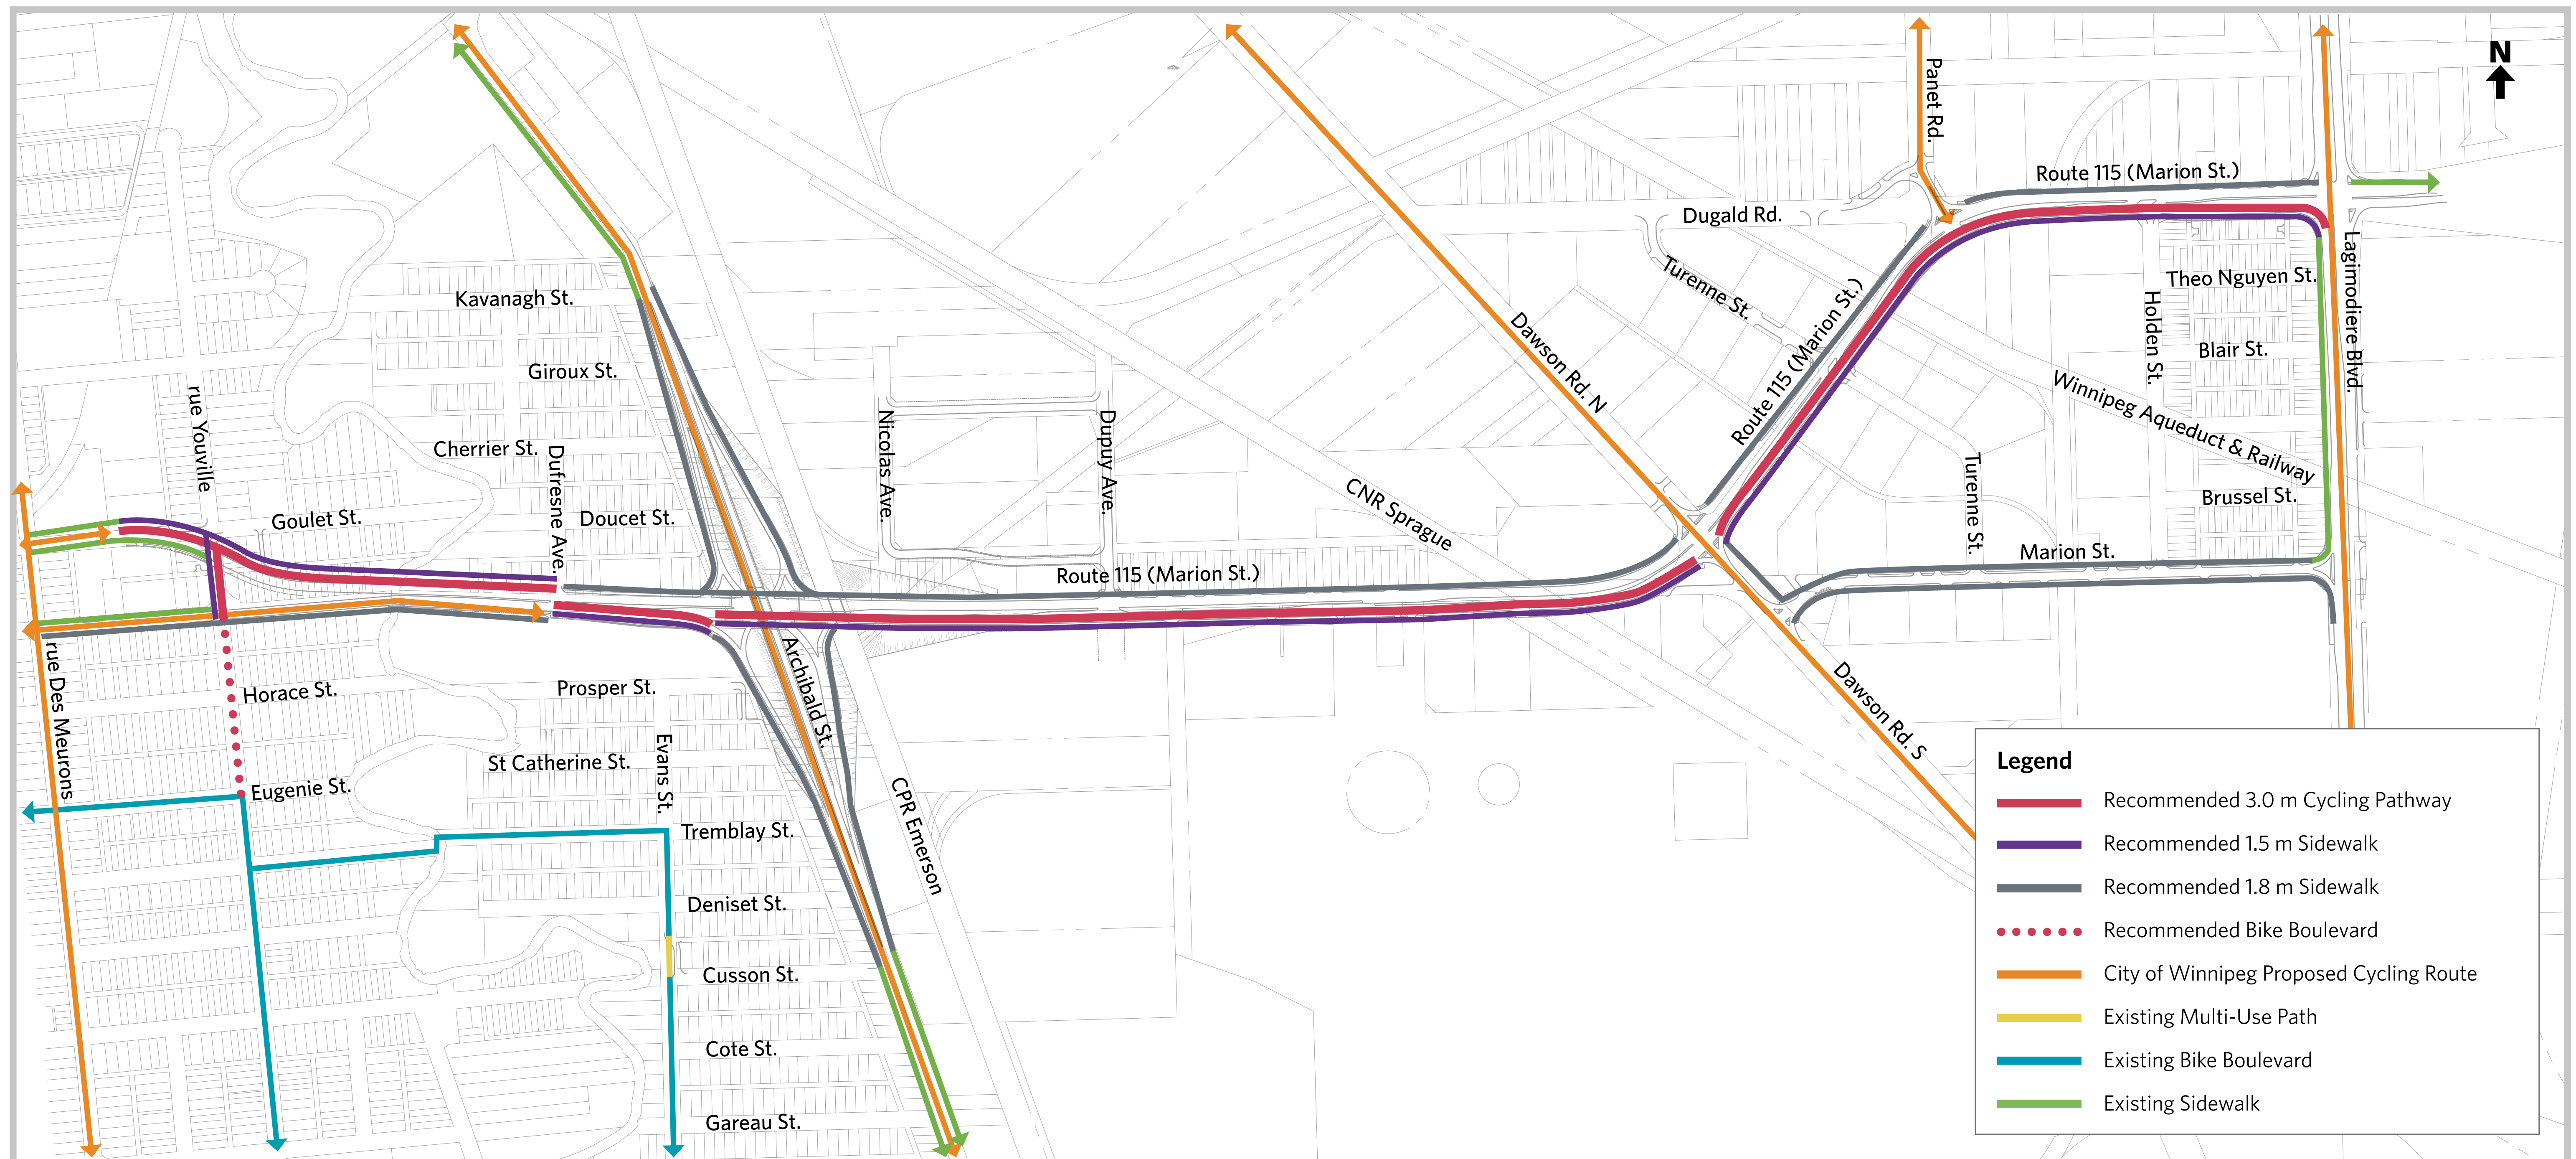 N
Panet Rd.
Route 115 (Marion St.)
Dugald Rd.
Lagimodiere Blvd.
Theo Nguyen St.
Turenne St.
Kavanagh St.
Holden St.
Route 115 (Marion St.)
Dawson Rd. N
Blair St.
Giroux St.
rue Youville
Winnipeg Aqueduct & Railway
Nicolas Ave.
Dupuy Ave.
Cherrier St.
Dufresne Ave.
Turenne St.
CNR Sprague
Brussel St.
Goulet St.
Doucet St.
Marion St.
Route 115 (Marion St.)
rue Des Meurons
Archibald St.
Horace St.
Prosper St.
Dawson Rd. S
Evans St.
St Catherine St.
Eugenie St.
CPR Emerson
Tremblay St.
Deniset St.
Cusson St.
Cote St.
Gareau St.
Legend
Recommended 3.0 m Cycling Pathway
Recommended 1.5 m Sidewalk
Recommended 1.8 m Sidewalk
Recommended Bike Boulevard
City of Winnipeg Proposed Cycling Route
Existing Multi-Use Path
Existing Bike Boulevard
Existing Sidewalk